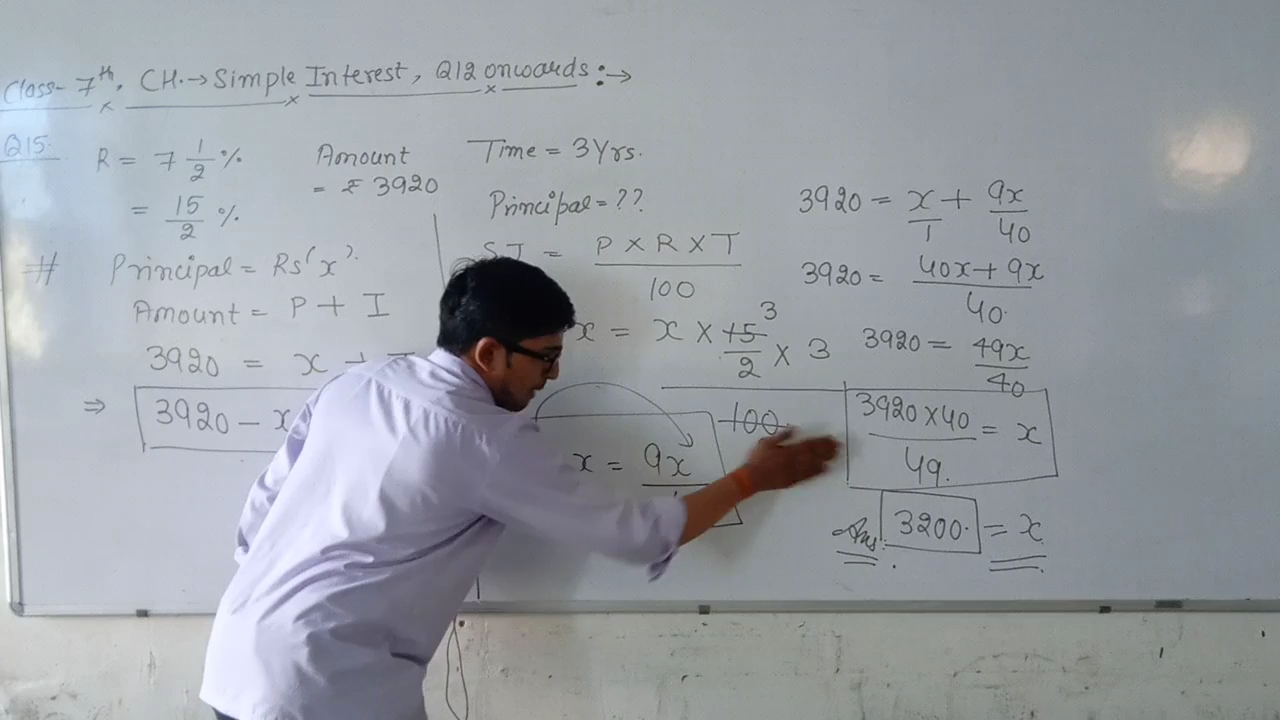 Class- 7th, CH.→ Simple Interest, Q12 onwards :→
Q15.
R = 7 1/2 %
= 15/2 %
Amount
= ₹ 3920
Time = 3 Yrs.
Principal = ??
# Principal = Rs 'x'.
Amount = P + I
3920 = x +
⇒ 3920 - x
= P × R × T / 100
x = x × 15/2 × 3
3
100
x = 9x
3920 = x/1 + 9x/40
3920 = 40x + 9x / 40
3920 = 49x/40
3920 × 40 / 49 = x
Ans. 3200. = x